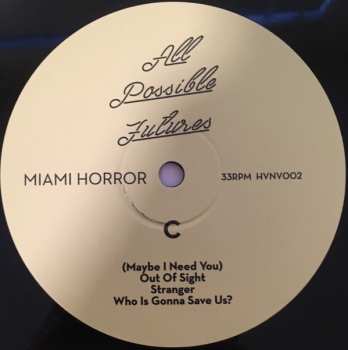 All
Possible
Futures
MIAMI HORROR
33RPM HVNV002
C
(Maybe I Need You)
Out Of Sight
Stranger
Who Is Gonna Save Us?